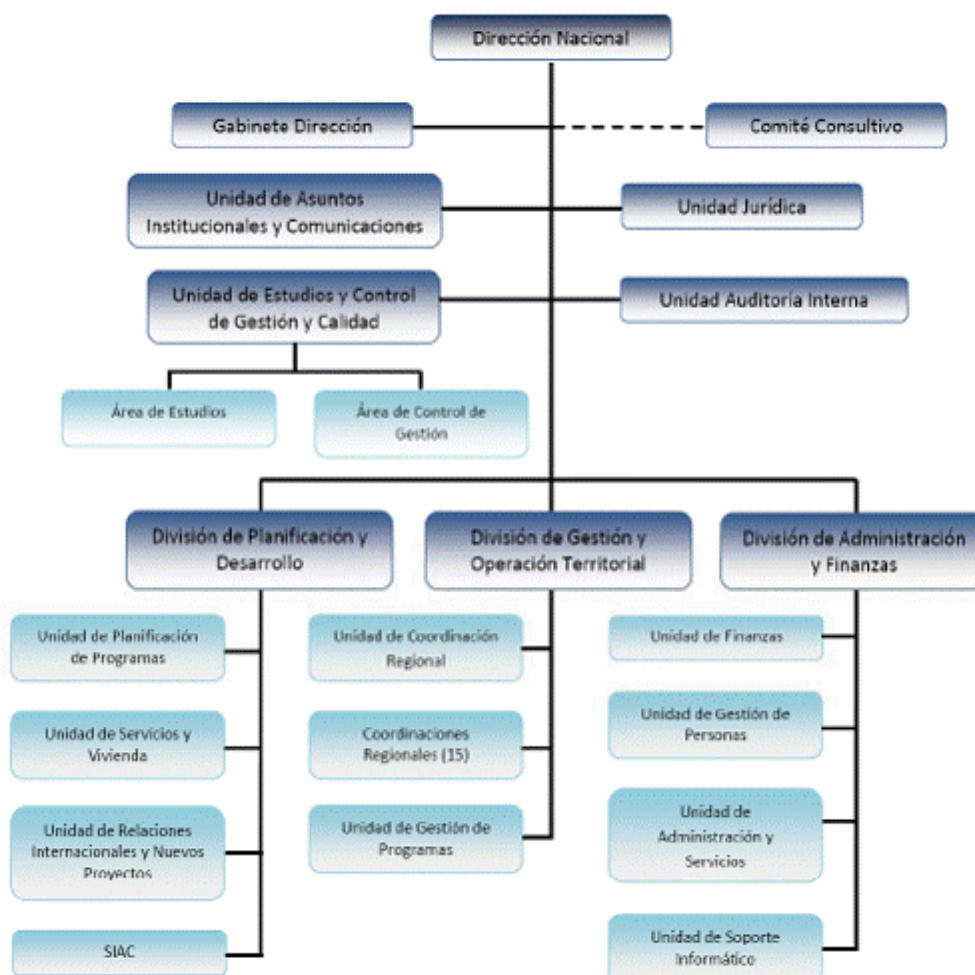 Dirección Nacional
Gabinete Dirección
Comité Consultivo
Unidad de Asuntos
Institucionales y Comunicaciones
Unidad Jurídica
Unidad de Estudios y Control
de Gestión y Calidad
Unidad Auditoría Interna
Área de Estudios
Área de Control de
Gestión
División de Planificación y
Desarrollo
División de Gestión y
Operación Territorial
División de Administración
y Finanzas
Unidad de Planificación
de Programas
Unidad de Servicios y
Vivienda
Unidad de Relaciones
Internacionales y Nuevos
Proyectos
SIAC
Unidad de Coordinación
Regional
Coordinaciones
Regionales (15)
Unidad de Gestión de
Programas
Unidad de Finanzas
Unidad de Gestión de
Personas
Unidad de
Administración y
Servicios
Unidad de Soporte
Informático